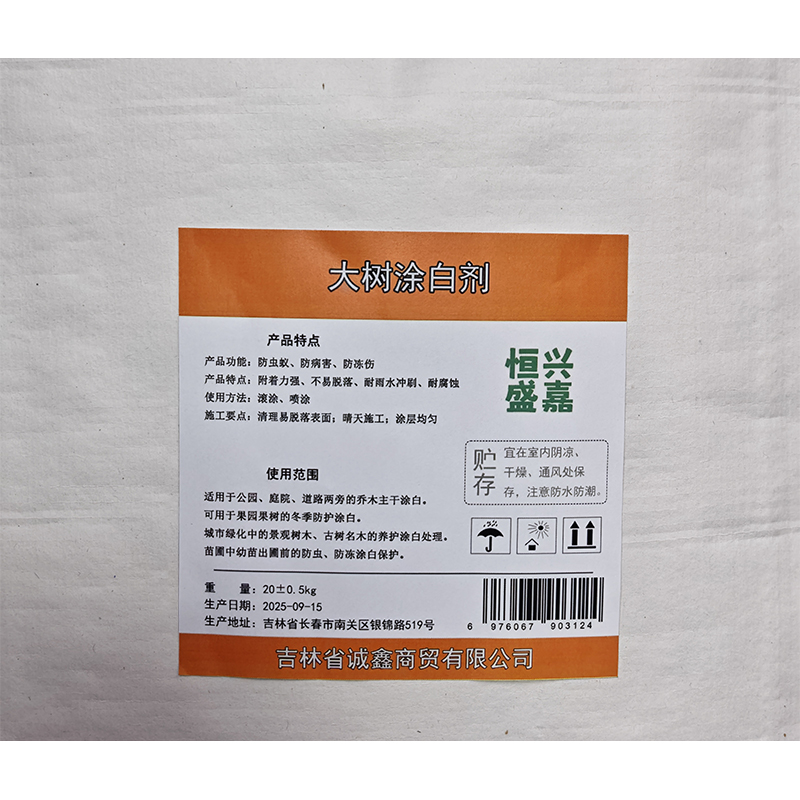 大树涂白剂
产品特点
产品功能：防虫蚁、防病害、防冻伤
产品特点：附着力强、不易脱落、耐雨水冲刷、耐腐蚀
使用方法：滚涂、喷涂
施工要点：清理易脱落表面；晴天施工；涂层均匀
恒兴
盛嘉
贮存
宜在室内阴凉、
干燥、通风处保
存，注意防水防潮。
使用范围
适用于公园、庭院、道路两旁的乔木主干涂白。
可用于果园果树的冬季防护涂白。
城市绿化中的景观树木、古树名木的养护涂白处理。
苗圃中幼苗出圃前的防虫、防冻涂白保护。
重 量：20±0.5kg
生产日期：2025-09-15
生产地址：吉林省长春市南关区银锦路519号
6 976067 903124
吉林省诚鑫商贸有限公司